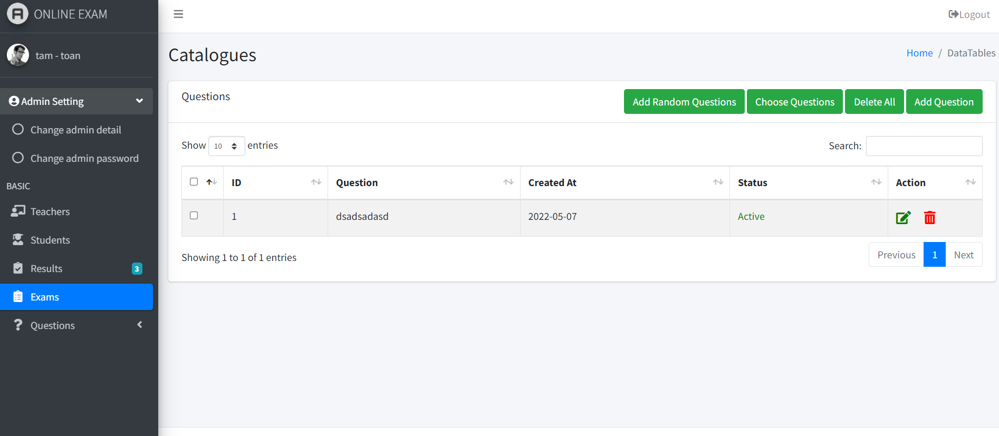 ONLINE EXAM
Logout
tam - toan
Catalogues
Home / DataTables
Admin Setting
Change admin detail
Change admin password
BASIC
Teachers
Students
Results 3
Exams
Questions
Questions
Add Random Questions Choose Questions Delete All Add Question
Show 10 entries
Search:
ID Question Created At Status Action
1 dsadsadasd 2022-05-07 Active
Showing 1 to 1 of 1 entries
Previous 1 Next